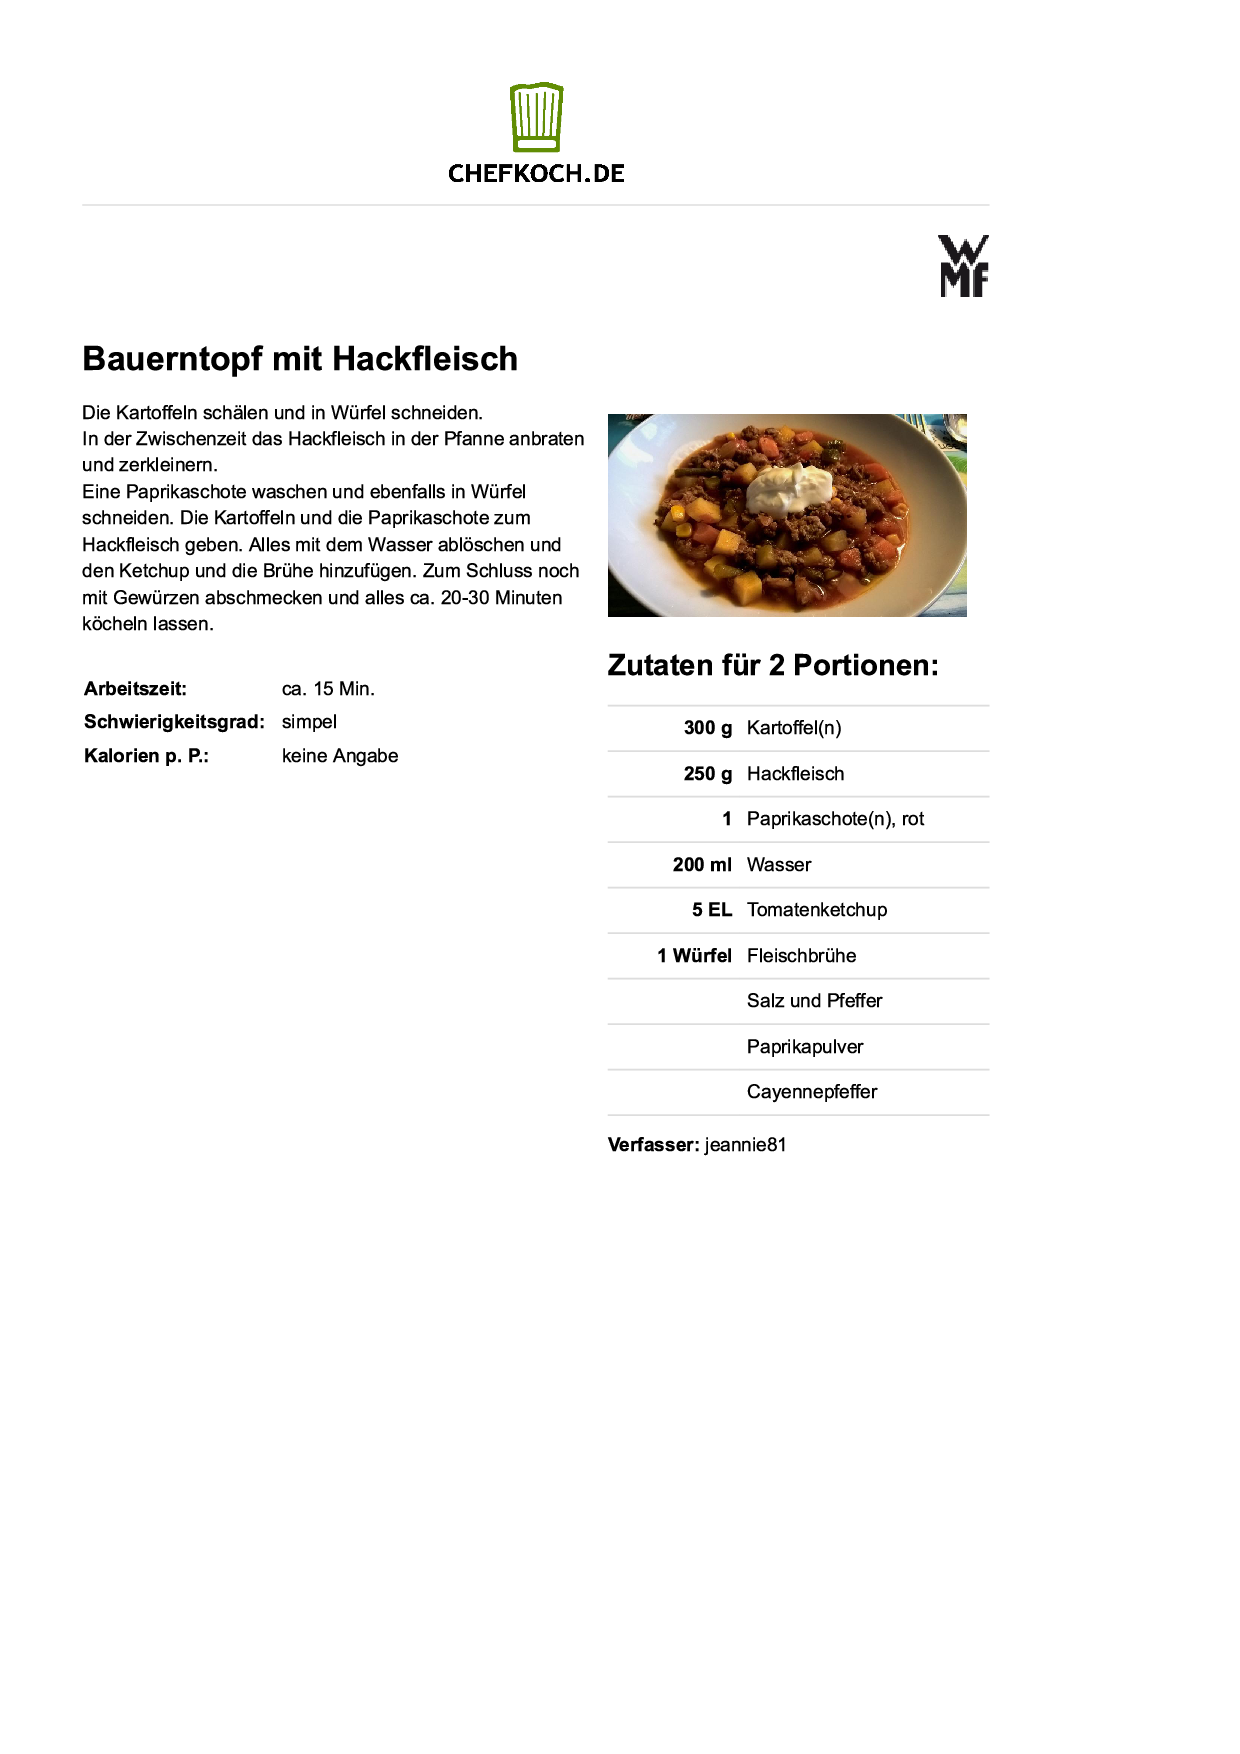 CHEFKOCH.DE
WMF
Bauerntopf mit Hackfleisch
Die Kartoffeln schälen und in Würfel schneiden.
In der Zwischenzeit das Hackfleisch in der Pfanne anbraten
und zerkleinern.
Eine Paprikaschote waschen und ebenfalls in Würfel
schneiden. Die Kartoffeln und die Paprikaschote zum
Hackfleisch geben. Alles mit dem Wasser ablöschen und
den Ketchup und die Brühe hinzufügen. Zum Schluss noch
mit Gewürzen abschmecken und alles ca. 20-30 Minuten
köcheln lassen.
Arbeitszeit: ca. 15 Min.
Schwierigkeitsgrad: simpel
Kalorien p. P.: keine Angabe
Zutaten für 2 Portionen:
300 g Kartoffel(n)
250 g Hackfleisch
1 Paprikaschote(n), rot
200 ml Wasser
5 EL Tomatenketchup
1 Würfel Fleischbrühe
Salz und Pfeffer
Paprikapulver
Cayennepfeffer
Verfasser: jeannie81